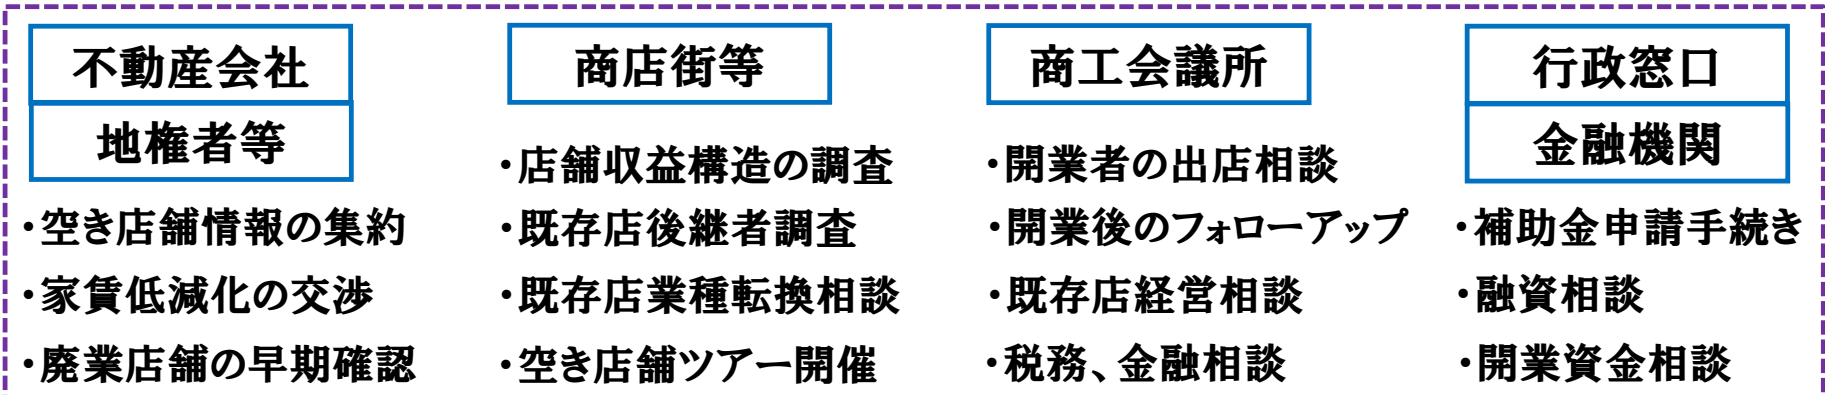 不動産会社
地権者等
・空き店舗情報の集約
・家賃低減化の交渉
・廃業店舗の早期確認
商店街等
・店舗収益構造の調査
・既存店後継者調査
・既存店業種転換相談
・空き店舗ツアー開催
商工会議所
・開業者の出店相談
・開業後のフォローアップ
・既存店経営相談
・税務、金融相談
行政窓口
金融機関
・補助金申請手続き
・融資相談
・開業資金相談